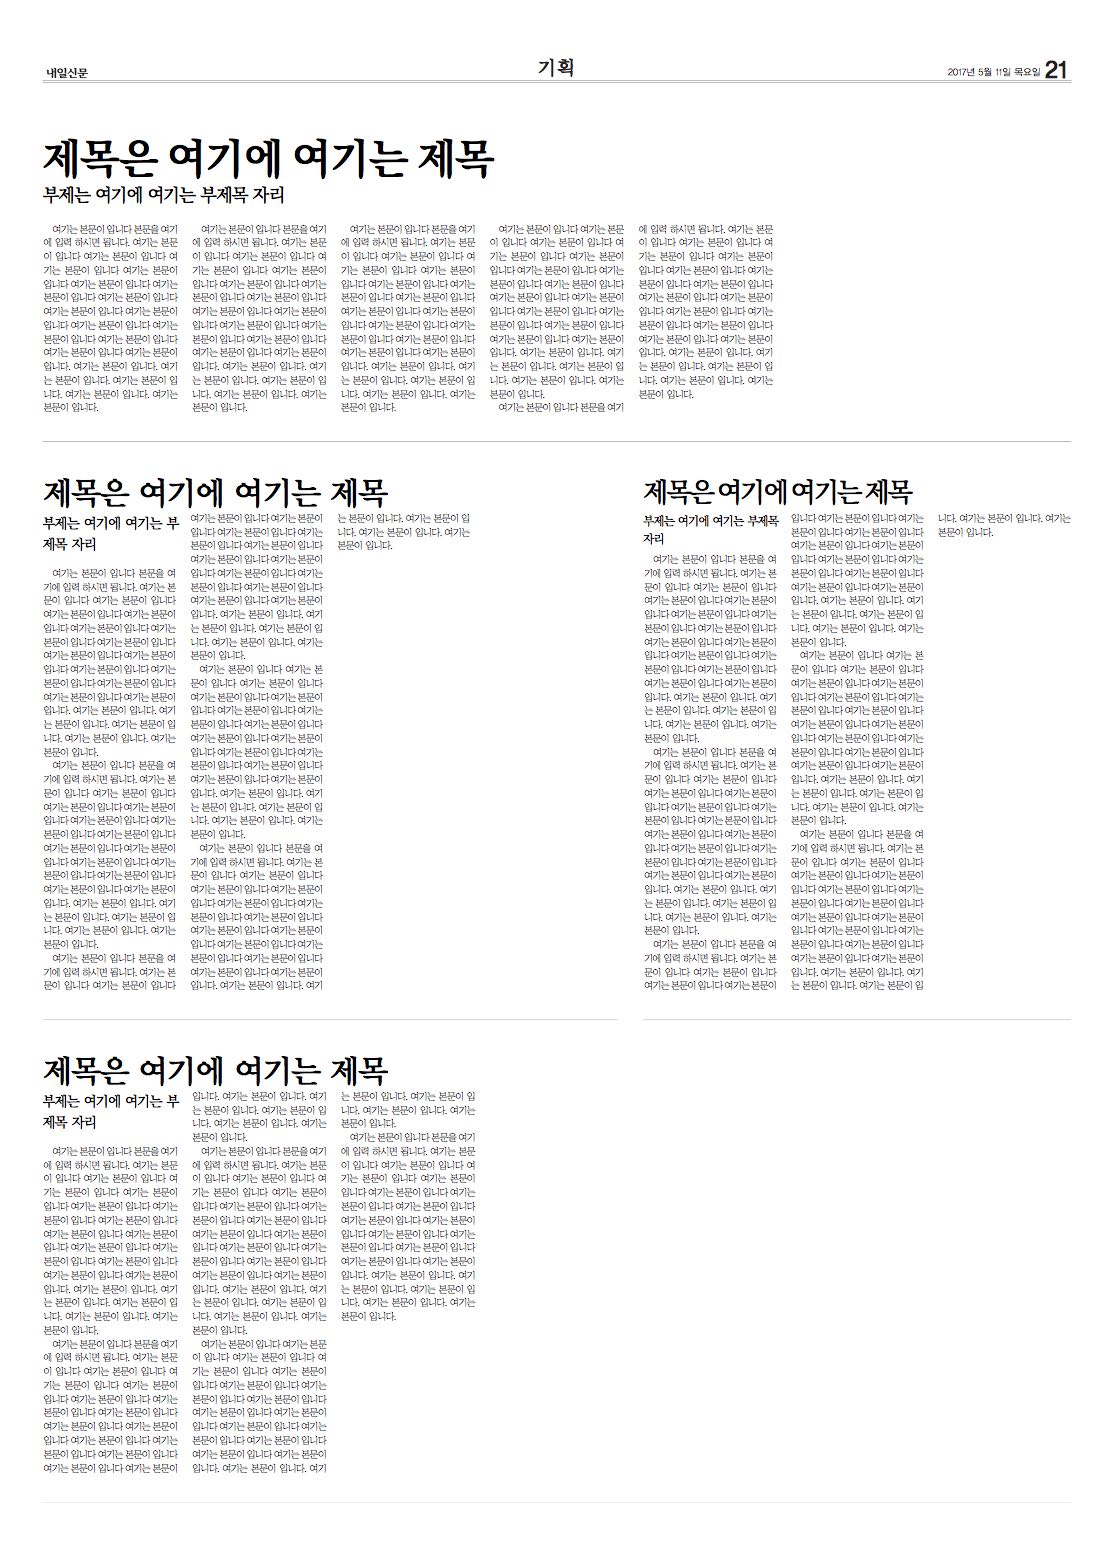 내일신문
기획
2017년 5월 11일 목요일 21
제목은 여기에 여기는 제목
부제는 여기에 여기는 부제목 자리
여기는 본문이 입니다 본문을 여기
에 입력 하시면 됩니다. 여기는 본문
이 입니다 여기는 본문이 입니다 여
기는 본문이 입니다 여기는 본문이
입니다 여기는 본문이 입니다 여기는
본문이 입니다 여기는 본문이 입니다
여기는 본문이 입니다 여기는 본문이
입니다 여기는 본문이 입니다 여기는
본문이 입니다 여기는 본문이 입니다
여기는 본문이 입니다 여기는 본문이
입니다. 여기는 본문이 입니다. 여기
는 본문이 입니다. 여기는 본문이 입
니다. 여기는 본문이 입니다. 여기는
본문이 입니다.
여기는 본문이 입니다 본문을 여기
에 입력 하시면 됩니다. 여기는 본문
이 입니다 여기는 본문이 입니다 여
기는 본문이 입니다 여기는 본문이
입니다 여기는 본문이 입니다 여기는
본문이 입니다 여기는 본문이 입니다
여기는 본문이 입니다 여기는 본문이
입니다 여기는 본문이 입니다 여기는
본문이 입니다 여기는 본문이 입니다
여기는 본문이 입니다 여기는 본문이
입니다. 여기는 본문이 입니다. 여기
는 본문이 입니다. 여기는 본문이 입
니다. 여기는 본문이 입니다. 여기는
본문이 입니다.
여기는 본문이 입니다 본문을 여기
에 입력 하시면 됩니다. 여기는 본문
이 입니다 여기는 본문이 입니다 여
기는 본문이 입니다 여기는 본문이
입니다 여기는 본문이 입니다 여기는
본문이 입니다 여기는 본문이 입니다
여기는 본문이 입니다 여기는 본문이
입니다 여기는 본문이 입니다 여기는
본문이 입니다 여기는 본문이 입니다
여기는 본문이 입니다 여기는 본문이
입니다. 여기는 본문이 입니다. 여기
는 본문이 입니다. 여기는 본문이 입
니다. 여기는 본문이 입니다. 여기는
본문이 입니다.
여기는 본문이 입니다 여기는 본문
이 입니다 여기는 본문이 입니다 여
기는 본문이 입니다 여기는 본문이
입니다 여기는 본문이 입니다 여기는
본문이 입니다 여기는 본문이 입니다
여기는 본문이 입니다 여기는 본문이
입니다 여기는 본문이 입니다 여기는
본문이 입니다 여기는 본문이 입니다
여기는 본문이 입니다 여기는 본문이
입니다. 여기는 본문이 입니다. 여기
는 본문이 입니다. 여기는 본문이 입
니다. 여기는 본문이 입니다. 여기는
본문이 입니다.
여기는 본문이 입니다 본문을 여기
에 입력 하시면 됩니다. 여기는 본문
이 입니다 여기는 본문이 입니다 여
기는 본문이 입니다 여기는 본문이
입니다 여기는 본문이 입니다 여기는
본문이 입니다 여기는 본문이 입니다
여기는 본문이 입니다 여기는 본문이
입니다 여기는 본문이 입니다 여기는
본문이 입니다 여기는 본문이 입니다
여기는 본문이 입니다 여기는 본문이
입니다. 여기는 본문이 입니다. 여기
는 본문이 입니다. 여기는 본문이 입
니다. 여기는 본문이 입니다. 여기는
본문이 입니다.
제목은 여기에 여기는 제목
부제는 여기에 여기는 부
제목 자리
여기는 본문이 입니다 본문을 여
기에 입력 하시면 됩니다. 여기는 본
문이 입니다 여기는 본문이 입니다
여기는 본문이 입니다 여기는 본문이
입니다 여기는 본문이 입니다 여기는
본문이 입니다 여기는 본문이 입니다
여기는 본문이 입니다 여기는 본문이
입니다 여기는 본문이 입니다 여기는
본문이 입니다 여기는 본문이 입니다
여기는 본문이 입니다 여기는 본문이
입니다. 여기는 본문이 입니다. 여기
는 본문이 입니다. 여기는 본문이 입
니다. 여기는 본문이 입니다. 여기는
본문이 입니다.
여기는 본문이 입니다 본문을 여
기에 입력 하시면 됩니다. 여기는 본
문이 입니다 여기는 본문이 입니다
여기는 본문이 입니다 여기는 본문이
입니다 여기는 본문이 입니다 여기는
본문이 입니다 여기는 본문이 입니다
여기는 본문이 입니다 여기는 본문이
입니다 여기는 본문이 입니다 여기는
본문이 입니다 여기는 본문이 입니다
여기는 본문이 입니다 여기는 본문이
입니다. 여기는 본문이 입니다. 여기
는 본문이 입니다. 여기는 본문이 입
니다. 여기는 본문이 입니다. 여기는
본문이 입니다.
여기는 본문이 입니다 본문을 여
기에 입력 하시면 됩니다. 여기는 본
문이 입니다 여기는 본문이 입니다
여기는 본문이 입니다 여기는 본문이
입니다 여기는 본문이 입니다 여기는
본문이 입니다 여기는 본문이 입니다
여기는 본문이 입니다 여기는 본문이
입니다 여기는 본문이 입니다 여기는
본문이 입니다 여기는 본문이 입니다
여기는 본문이 입니다 여기는 본문이
입니다. 여기는 본문이 입니다. 여기
는 본문이 입니다. 여기는 본문이 입
니다. 여기는 본문이 입니다. 여기는
본문이 입니다.
여기는 본문이 입니다 여기는 본
문이 입니다 여기는 본문이 입니다
여기는 본문이 입니다 여기는 본문이
입니다 여기는 본문이 입니다 여기는
본문이 입니다 여기는 본문이 입니다
여기는 본문이 입니다 여기는 본문이
입니다 여기는 본문이 입니다 여기는
본문이 입니다 여기는 본문이 입니다
여기는 본문이 입니다 여기는 본문이
입니다. 여기는 본문이 입니다. 여기
는 본문이 입니다. 여기는 본문이 입
니다. 여기는 본문이 입니다. 여기는
본문이 입니다.
여기는 본문이 입니다 본문을 여
기에 입력 하시면 됩니다. 여기는 본
문이 입니다 여기는 본문이 입니다
여기는 본문이 입니다 여기는 본문이
입니다 여기는 본문이 입니다 여기는
본문이 입니다 여기는 본문이 입니다
여기는 본문이 입니다 여기는 본문이
입니다 여기는 본문이 입니다 여기는
본문이 입니다 여기는 본문이 입니다
여기는 본문이 입니다 여기는 본문이
입니다. 여기는 본문이 입니다. 여기
는 본문이 입니다. 여기는 본문이 입
니다. 여기는 본문이 입니다. 여기는
본문이 입니다.
제목은 여기에 여기는 제목
부제는 여기에 여기는 부제목
자리
여기는 본문이 입니다 본문을 여
기에 입력 하시면 됩니다. 여기는 본
문이 입니다 여기는 본문이 입니다
여기는 본문이 입니다 여기는 본문이
입니다 여기는 본문이 입니다 여기는
본문이 입니다 여기는 본문이 입니다
여기는 본문이 입니다 여기는 본문이
입니다 여기는 본문이 입니다 여기는
본문이 입니다 여기는 본문이 입니다
여기는 본문이 입니다 여기는 본문이
입니다. 여기는 본문이 입니다. 여기
는 본문이 입니다. 여기는 본문이 입
니다. 여기는 본문이 입니다. 여기는
본문이 입니다.
여기는 본문이 입니다 본문을 여
기에 입력 하시면 됩니다. 여기는 본
문이 입니다 여기는 본문이 입니다
여기는 본문이 입니다 여기는 본문이
입니다 여기는 본문이 입니다 여기는
본문이 입니다 여기는 본문이 입니다
여기는 본문이 입니다 여기는 본문이
입니다 여기는 본문이 입니다 여기는
본문이 입니다 여기는 본문이 입니다
여기는 본문이 입니다 여기는 본문이
입니다. 여기는 본문이 입니다. 여기
는 본문이 입니다. 여기는 본문이 입
니다. 여기는 본문이 입니다. 여기는
본문이 입니다.
여기는 본문이 입니다 본문을 여
기에 입력 하시면 됩니다. 여기는 본
문이 입니다 여기는 본문이 입니다
여기는 본문이 입니다 여기는 본문이
입니다 여기는 본문이 입니다 여기는
본문이 입니다 여기는 본문이 입니다
여기는 본문이 입니다 여기는 본문이
입니다 여기는 본문이 입니다 여기는
본문이 입니다 여기는 본문이 입니다
여기는 본문이 입니다 여기는 본문이
입니다. 여기는 본문이 입니다. 여기
는 본문이 입니다. 여기는 본문이 입
니다. 여기는 본문이 입니다. 여기는
본문이 입니다.
여기는 본문이 입니다 여기는 본
문이 입니다 여기는 본문이 입니다
여기는 본문이 입니다 여기는 본문이
입니다 여기는 본문이 입니다 여기는
본문이 입니다 여기는 본문이 입니다
여기는 본문이 입니다 여기는 본문이
입니다 여기는 본문이 입니다 여기는
본문이 입니다 여기는 본문이 입니다
여기는 본문이 입니다 여기는 본문이
입니다. 여기는 본문이 입니다. 여기
는 본문이 입니다. 여기는 본문이 입
니다. 여기는 본문이 입니다. 여기는
본문이 입니다.
여기는 본문이 입니다 본문을 여
기에 입력 하시면 됩니다. 여기는 본
문이 입니다 여기는 본문이 입니다
여기는 본문이 입니다 여기는 본문이
입니다 여기는 본문이 입니다 여기는
본문이 입니다 여기는 본문이 입니다
여기는 본문이 입니다 여기는 본문이
입니다 여기는 본문이 입니다 여기는
본문이 입니다 여기는 본문이 입니다
여기는 본문이 입니다 여기는 본문이
입니다. 여기는 본문이 입니다. 여기
는 본문이 입니다. 여기는 본문이 입
니다. 여기는 본문이 입니다. 여기는
본문이 입니다.
제목은 여기에 여기는 제목
부제는 여기에 여기는 부
제목 자리
여기는 본문이 입니다 본문을 여기
에 입력 하시면 됩니다. 여기는 본문
이 입니다 여기는 본문이 입니다 여
기는 본문이 입니다 여기는 본문이
입니다 여기는 본문이 입니다 여기는
본문이 입니다 여기는 본문이 입니다
여기는 본문이 입니다 여기는 본문이
입니다 여기는 본문이 입니다 여기는
본문이 입니다 여기는 본문이 입니다
여기는 본문이 입니다 여기는 본문이
입니다. 여기는 본문이 입니다. 여기
는 본문이 입니다. 여기는 본문이 입
니다. 여기는 본문이 입니다. 여기는
본문이 입니다.
여기는 본문이 입니다 본문을 여기
에 입력 하시면 됩니다. 여기는 본문
이 입니다 여기는 본문이 입니다 여
기는 본문이 입니다 여기는 본문이
입니다 여기는 본문이 입니다 여기는
본문이 입니다 여기는 본문이 입니다
여기는 본문이 입니다 여기는 본문이
입니다 여기는 본문이 입니다 여기는
본문이 입니다 여기는 본문이 입니다
여기는 본문이 입니다 여기는 본문이
입니다. 여기는 본문이 입니다. 여기
는 본문이 입니다. 여기는 본문이 입
니다. 여기는 본문이 입니다. 여기는
본문이 입니다.
여기는 본문이 입니다 본문을 여기
에 입력 하시면 됩니다. 여기는 본문
이 입니다 여기는 본문이 입니다 여
기는 본문이 입니다 여기는 본문이
입니다 여기는 본문이 입니다 여기는
본문이 입니다 여기는 본문이 입니다
여기는 본문이 입니다 여기는 본문이
입니다 여기는 본문이 입니다 여기는
본문이 입니다 여기는 본문이 입니다
여기는 본문이 입니다 여기는 본문이
입니다. 여기는 본문이 입니다. 여기
는 본문이 입니다. 여기는 본문이 입
니다. 여기는 본문이 입니다. 여기는
본문이 입니다.
여기는 본문이 입니다 여기는 본문
이 입니다 여기는 본문이 입니다 여
기는 본문이 입니다 여기는 본문이
입니다 여기는 본문이 입니다 여기는
본문이 입니다 여기는 본문이 입니다
여기는 본문이 입니다 여기는 본문이
입니다 여기는 본문이 입니다 여기는
본문이 입니다 여기는 본문이 입니다
여기는 본문이 입니다 여기는 본문이
입니다. 여기는 본문이 입니다. 여기
는 본문이 입니다. 여기는 본문이 입
니다. 여기는 본문이 입니다. 여기는
본문이 입니다.
여기는 본문이 입니다 본문을 여기
에 입력 하시면 됩니다. 여기는 본문
이 입니다 여기는 본문이 입니다 여
기는 본문이 입니다 여기는 본문이
입니다 여기는 본문이 입니다 여기는
본문이 입니다 여기는 본문이 입니다
여기는 본문이 입니다 여기는 본문이
입니다 여기는 본문이 입니다 여기는
본문이 입니다 여기는 본문이 입니다
여기는 본문이 입니다 여기는 본문이
입니다. 여기는 본문이 입니다. 여기
는 본문이 입니다. 여기는 본문이 입
니다. 여기는 본문이 입니다. 여기는
본문이 입니다.